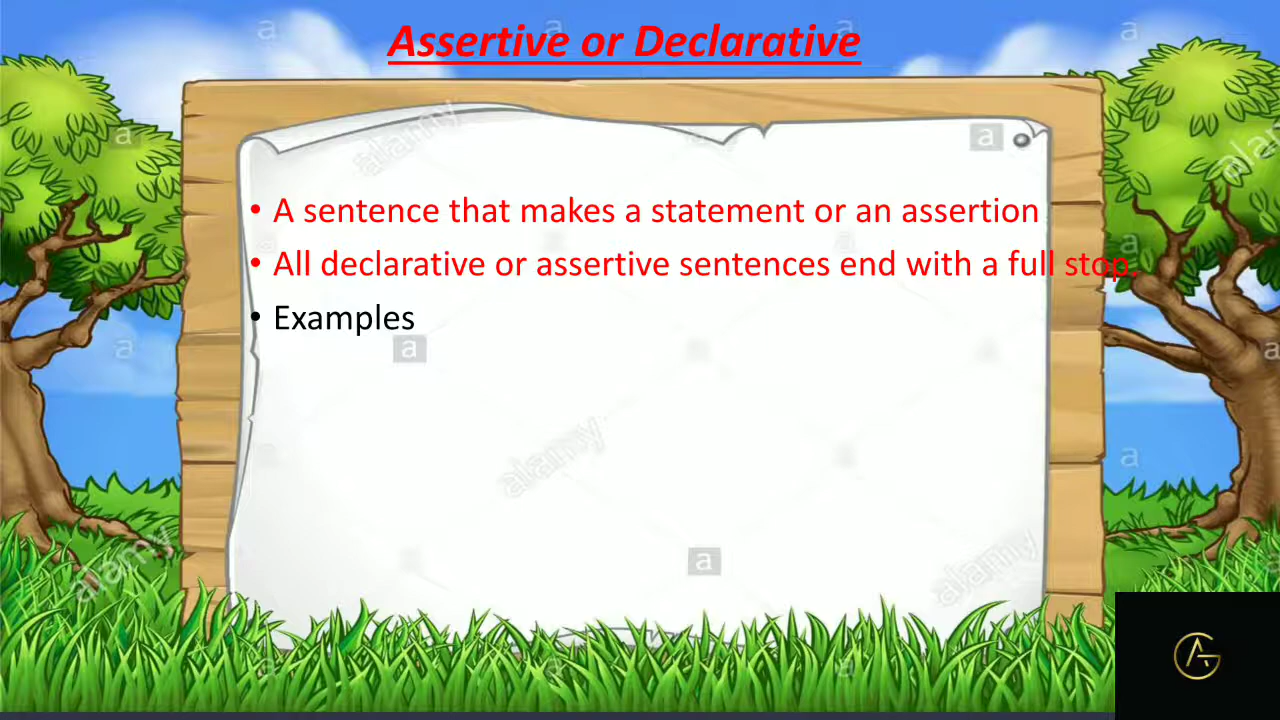 Assertive or Declarative
• A sentence that makes a statement or an assertion
• All declarative or assertive sentences end with a full stop.
• Examples
alamy
a